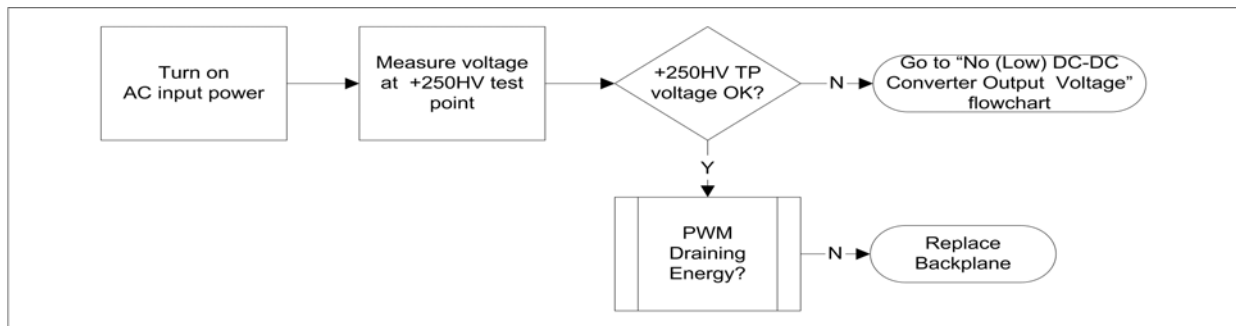 Turn on
AC input power
Measure voltage
at +250HV test
point
+250HV TP
voltage OK?
N
Go to “No (Low) DC-DC
Converter Output Voltage”
flowchart
Y
PWM
Draining
Energy?
N
Replace
Backplane